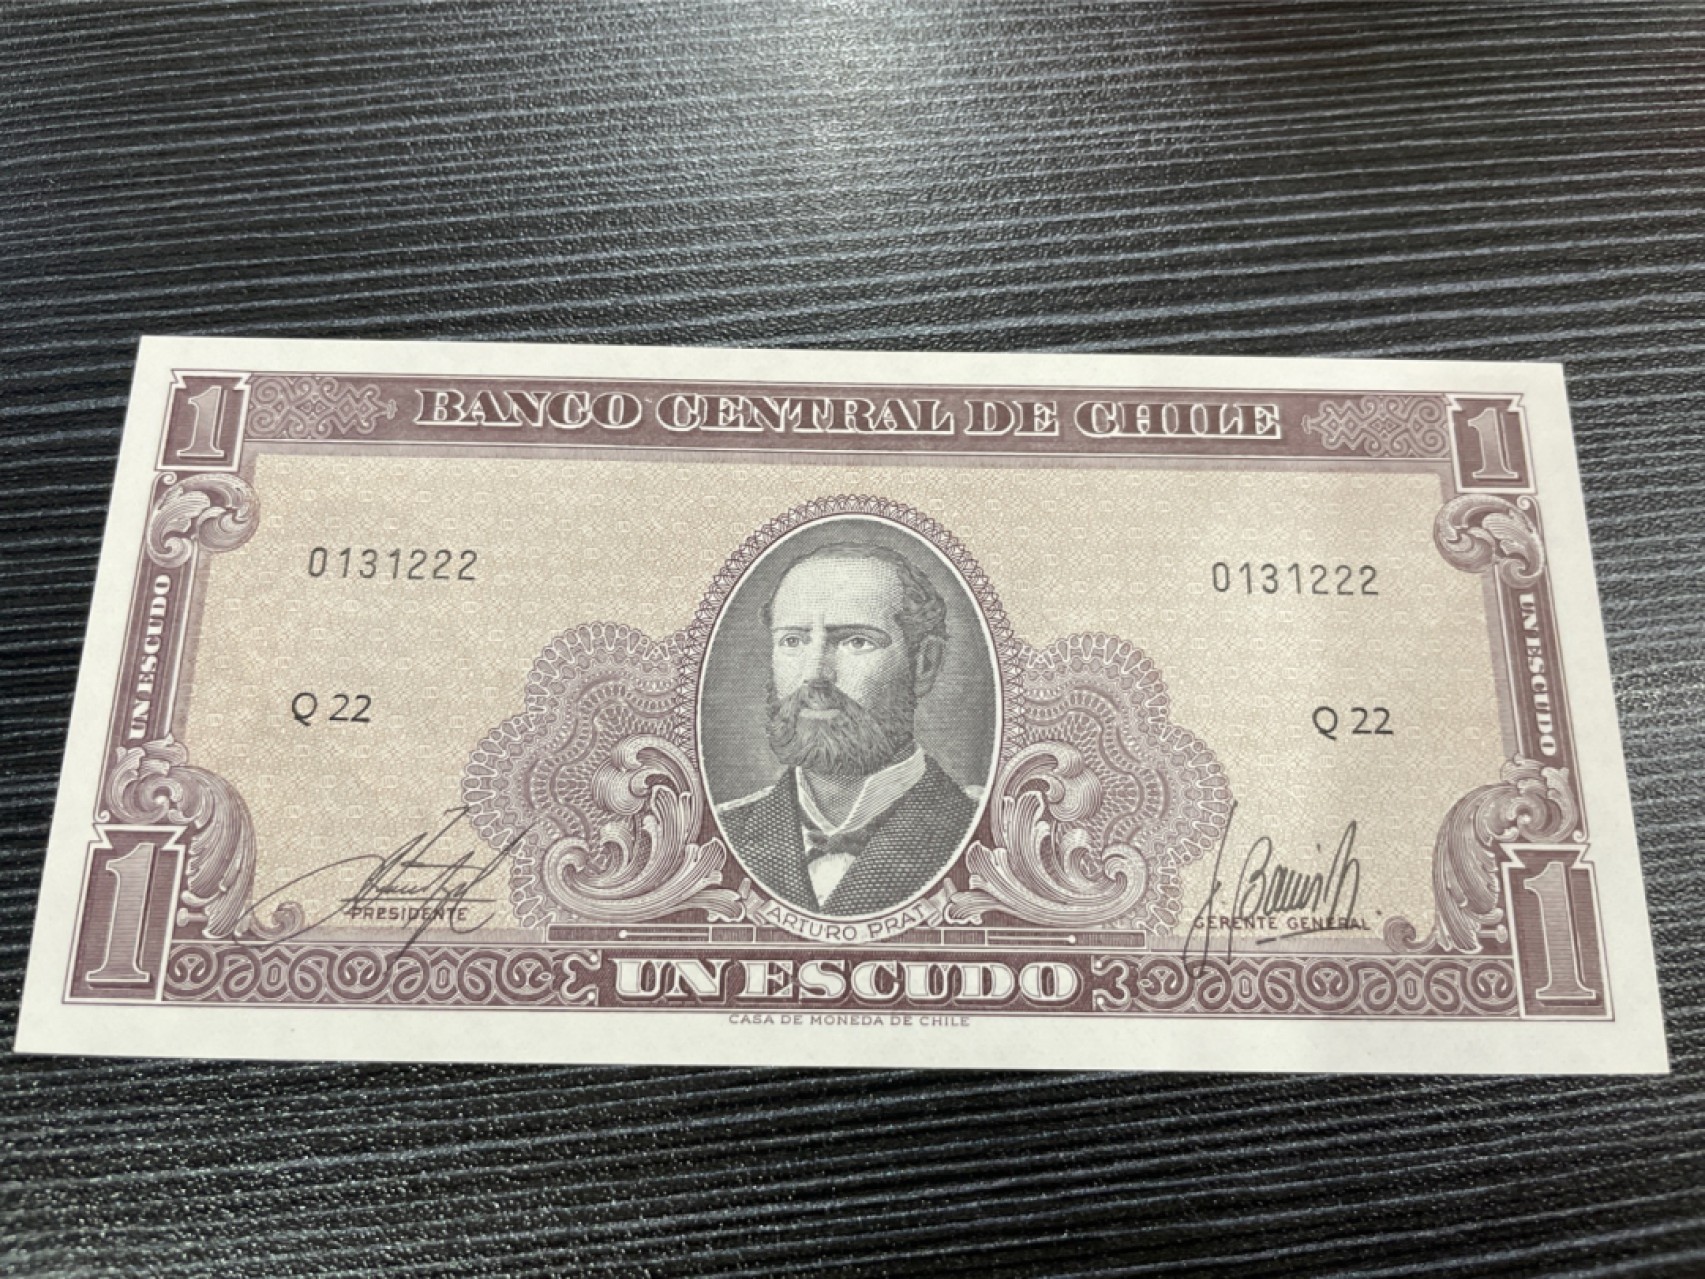 1 BANCO CENTRAL DE CHILE 1
0131222 0131222
UN ESCUDO UN ESCUDO
Q 22 Q 22
PRESIDENTE ARTURO PRAT GERENTE GENERAL
1 UN ESCUDO 1
CASA DE MONEDA DE CHILE